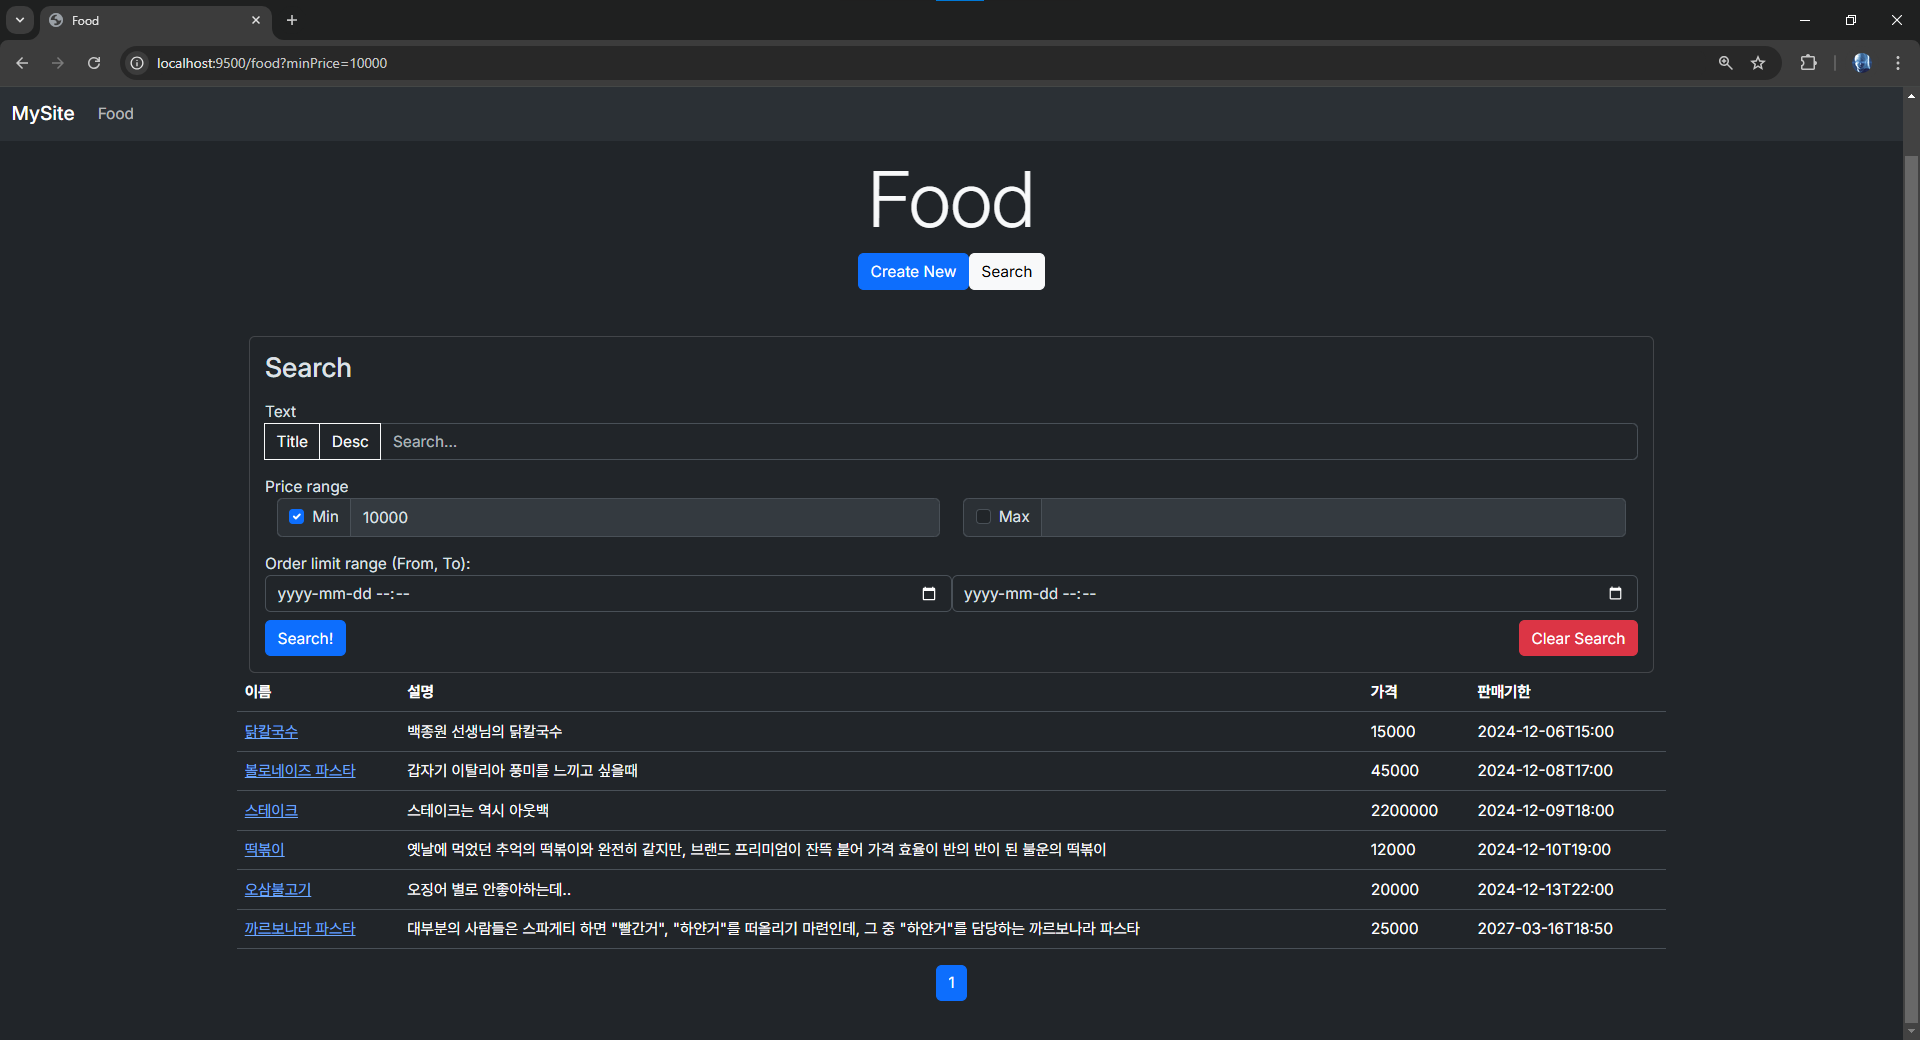 Food
localhost:9500/food?minPrice=10000
MySite Food
Food
Create New Search
Search
Text
Title Desc Search...
Price range
Min 10000 Max
Order limit range (From, To):
yyyy-mm-dd --:-- yyyy-mm-dd --:--
Search! Clear Search
이름 설명 가격 판매기한
닭칼국수 백종원 선생님의 닭칼국수 15000 2024-12-06T15:00
볼로네이즈 파스타 갑자기 이탈리아 풍미를 느끼고 싶을때 45000 2024-12-08T17:00
스테이크 스테이크는 역시 아웃백 2200000 2024-12-09T18:00
떡볶이 옛날에 먹었던 추억의 떡볶이와 완전히 같지만, 브랜드 프리미엄이 잔뜩 붙어 가격 효율이 반의 반이 된 불운의 떡볶이 12000 2024-12-10T19:00
오삼불고기 오징어 별로 안좋아하는데.. 20000 2024-12-13T22:00
까르보나라 파스타 대부분의 사람들은 스파게티 하면 "빨간거", "하얀거"를 떠올리기 마련인데, 그 중 "하얀거"를 담당하는 까르보나라 파스타 25000 2027-03-16T18:50
1